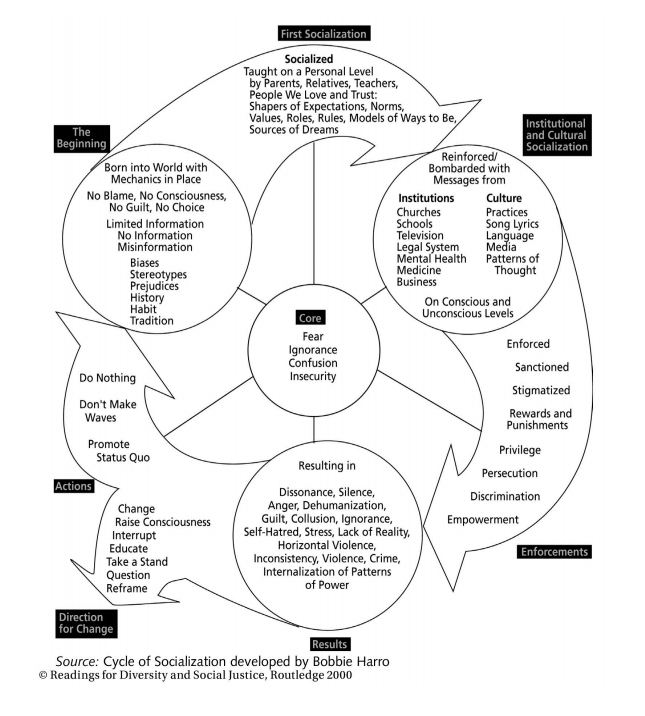 First Socialization
Socialized
Taught on a Personal Level
by Parents, Relatives, Teachers,
People We Love and Trust:
Shapers of Expectations, Norms,
Values, Roles, Rules, Models of Ways to Be,
Sources of Dreams
The
Beginning
Born into World with
Mechanics in Place
No Blame, No Consciousness,
No Guilt, No Choice
Limited Information
No Information
Misinformation
Biases
Stereotypes
Prejudices
History
Habit
Tradition
Institutional
and Cultural
Socialization
Reinforced/
Bombarded with
Messages from
Institutions
Churches
Schools
Television
Legal System
Mental Health
Medicine
Business
Culture
Practices
Song Lyrics
Language
Media
Patterns of
Thought
On Conscious and
Unconscious Levels
Core
Fear
Ignorance
Confusion
Insecurity
Enforced
Sanctioned
Stigmatized
Rewards and
Punishments
Privilege
Persecution
Discrimination
Empowerment
Enforcements
Resulting in
Dissonance, Silence,
Anger, Dehumanization,
Guilt, Collusion, Ignorance,
Self-Hatred, Stress, Lack of Reality,
Horizontal Violence,
Inconsistency, Violence, Crime,
Internalization of Patterns
of Power
Results
Do Nothing
Don't Make
Waves
Promote
Status Quo
Actions
Change
Raise Consciousness
Interrupt
Educate
Take a Stand
Question
Reframe
Direction
for Change
Source: Cycle of Socialization developed by Bobbie Harro
© Readings for Diversity and Social Justice, Routledge 2000